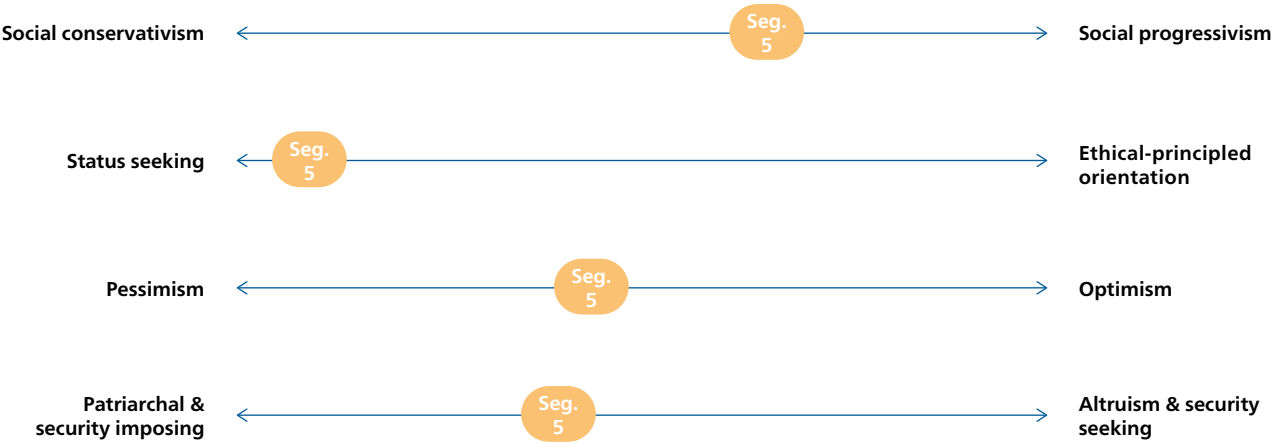 Social conservativism
Seg.
5
Social progressivism
Status seeking
Seg.
5
Ethical-principled
orientation
Pessimism
Seg.
5
Optimism
Patriarchal &
security imposing
Seg.
5
Altruism & security
seeking